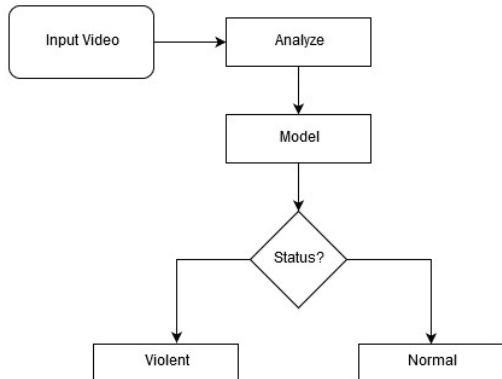 Input Video
Analyze
Model
Status?
Violent
Normal